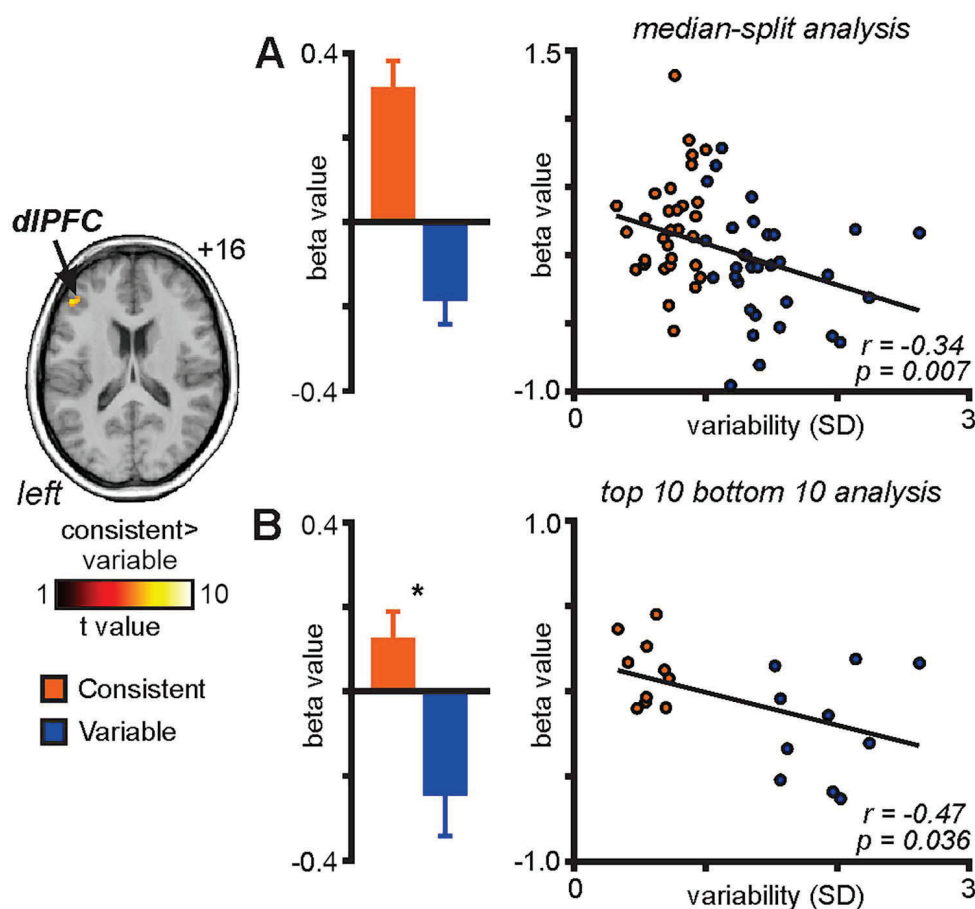 A
0.4
beta value
-0.4
median-split analysis
1.5
-1.0
0
3
variability (SD)
r = -0.34
p = 0.007
dlPFC
+16
left
consistent>
variable
1
10
t value
Consistent
Variable
B
0.4
*
beta value
-0.4
top 10 bottom 10 analysis
1.0
beta value
-1.0
0
3
variability (SD)
r = -0.47
p = 0.036
beta value